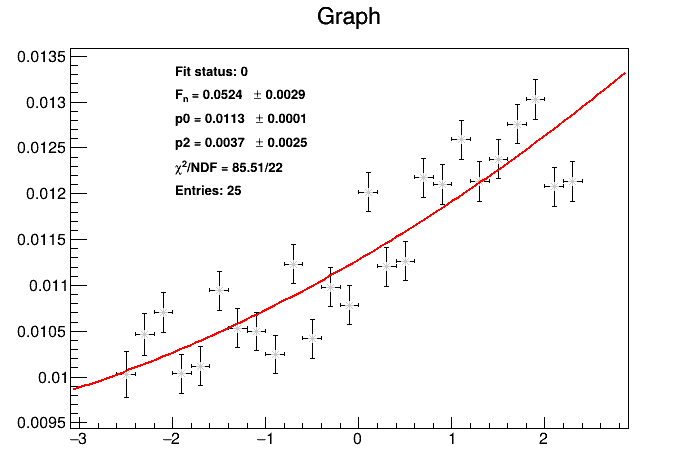 Graph
0.0135
0.013
0.0125
0.012
0.0115
0.011
0.0105
0.01
0.0095
Fit status: 0
Fn = 0.0524 ± 0.0029
p0 = 0.0113 ± 0.0001
p2 = 0.0037 ± 0.0025
χ²/NDF = 85.51/22
Entries: 25
−3 −2 −1 0 1 2